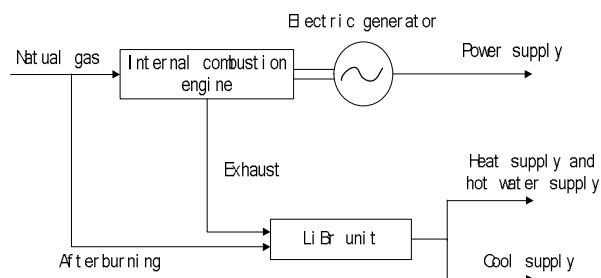 Electric generator
Natual gas
Internal combustion
engine
Power supply
Exhaust
Heat supply and
hot water supply
LiBr unit
Afterburning
Cool supply